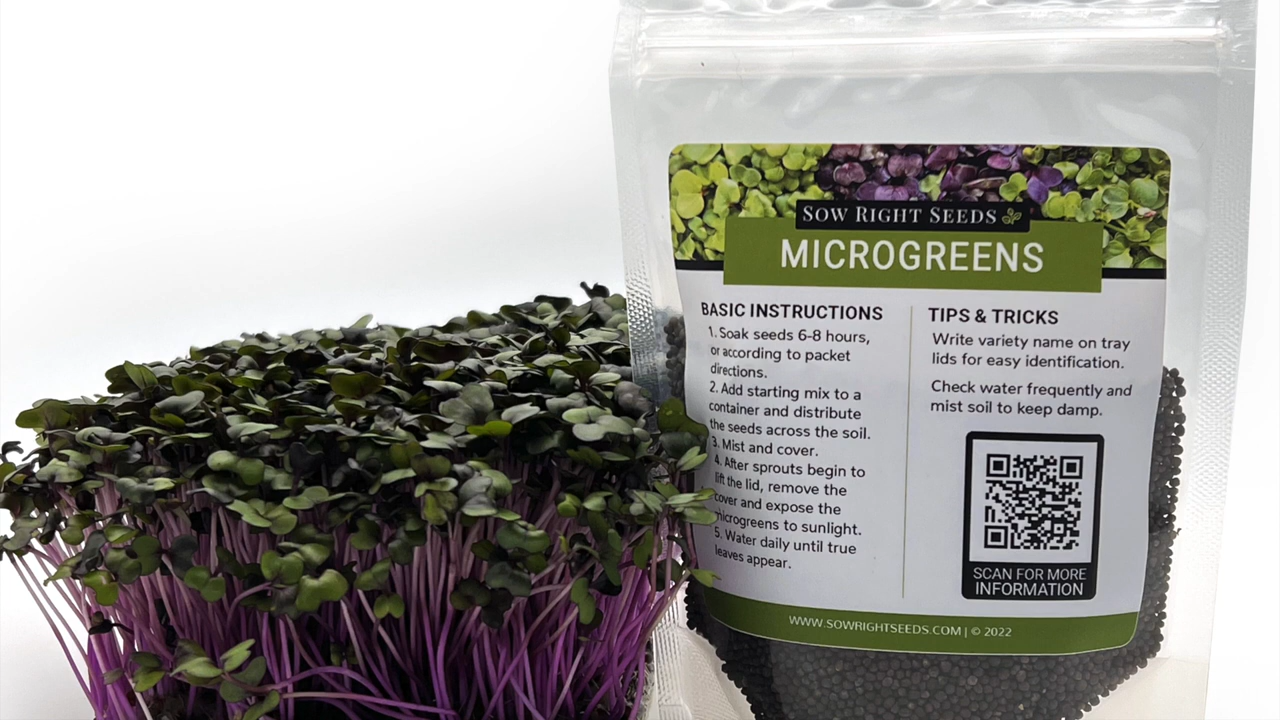 SOW RIGHT SEEDS
MICROGREENS
BASIC INSTRUCTIONS
1. Soak seeds 6-8 hours,
or according to packet
directions.
2. Add starting mix to a
container and distribute
the seeds across the soil.
3. Mist and cover.
4. After sprouts begin to
lift the lid, remove the
cover and expose the
microgreens to sunlight.
5. Water daily until true
leaves appear.
TIPS & TRICKS
Write variety name on tray
lids for easy identification.
Check water frequently and
mist soil to keep damp.
SCAN FOR MORE
INFORMATION
WWW.SOWRIGHTSEEDS.COM | © 2022